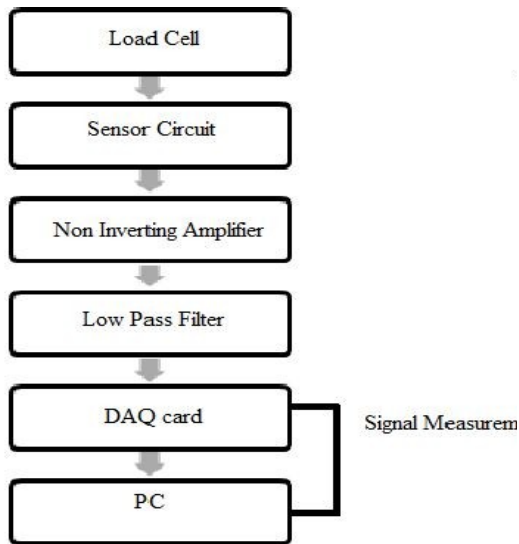 Load Cell
Sensor Circuit
Non Inverting Amplifier
Low Pass Filter
DAQ card
Signal Measurem
PC